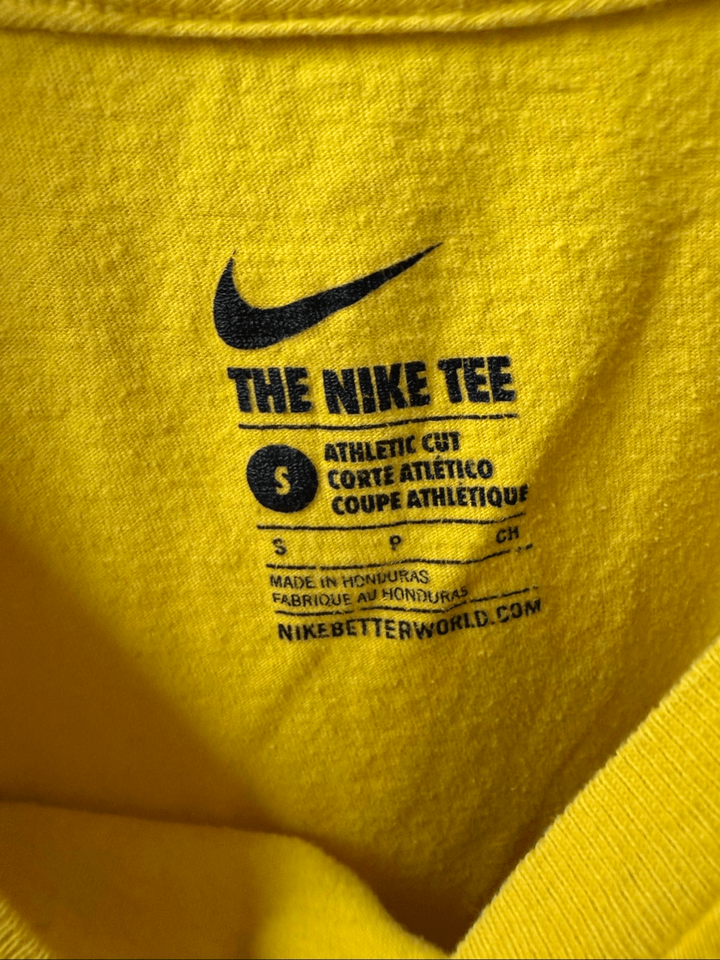 THE NIKE TEE
S
ATHLETIC CUT
CORTE ATLÉTICO
COUPE ATHLÉTIQUE
S P CH
MADE IN HONDURAS
FABRIQUE AU HONDURAS
NIKEBETTERWORLD.COM